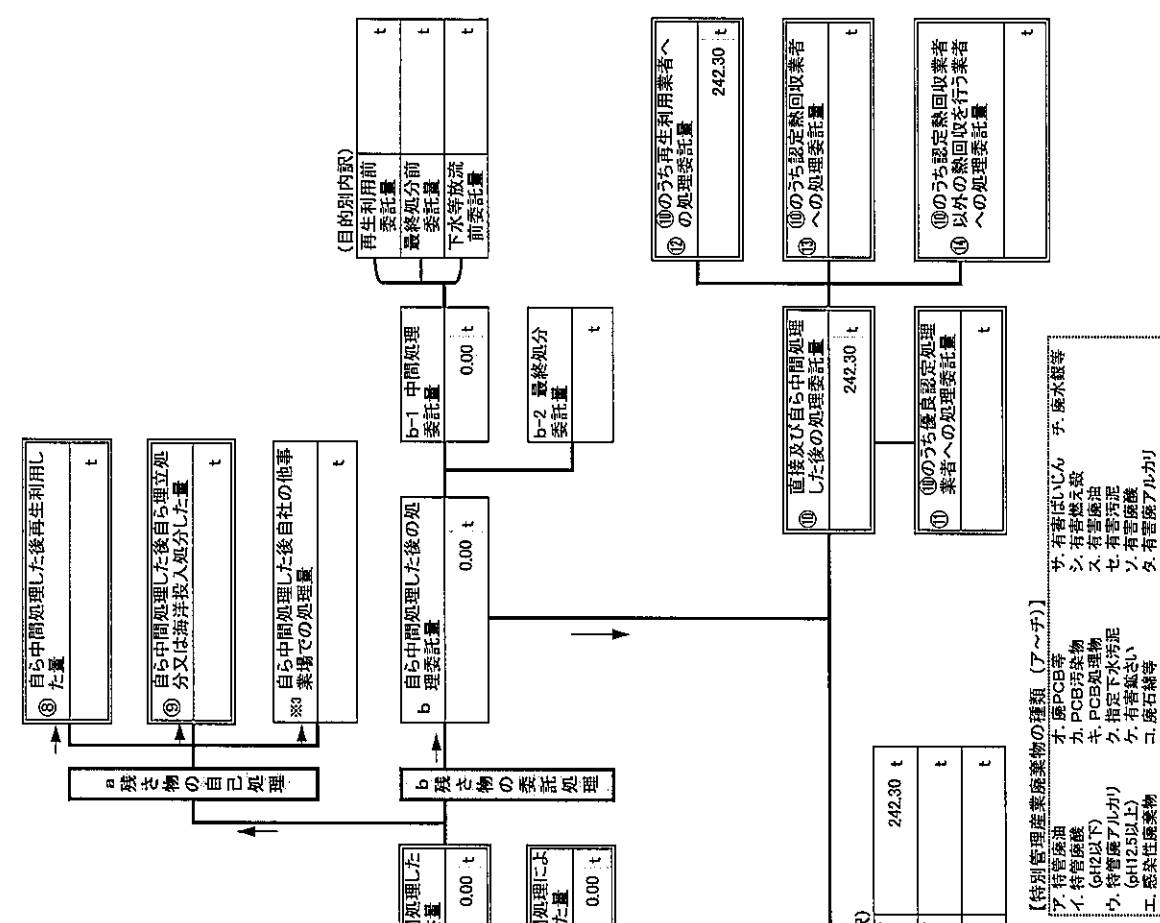 ⑧ 自ら中間処理した後再生利用し
た量
t
⑨ 自ら中間処理した後自ら埋立処
分又は海洋投入処分した量
t
※3 自ら中間処理した後自社の他事
業場での処理量
t
a 残さ物の自己処理
b 残さ物の委託処理
b 自ら中間処理した後の処
理委託量
0.00 t
b-1 中間処理
委託量
0.00 t
b-2 最終処分
委託量
t
(目的別内訳)
再生利用前
委託量
t
最終処分前
委託量
t
下水等放流
前委託量
t
間処理した
量
0.00 t
間処理によ
た量
0.00 t
242.30 t
t
t
⑩ 直接及び自ら中間処理
した後の処理委託量
242.30 t
⑪ ⑩のうち優良認定処理
業者への処理委託量
t
⑫ ⑩のうち再生利用業者へ
の処理委託量
242.30 t
⑬ ⑩のうち認定熱回収業者
への処理委託量
t
⑭ ⑩のうち認定熱回収業者
以外の熱回収を行う業者
への処理委託量
t
【特別管理産業廃棄物の種類 (ア~チ)】
ア. 特管廃油
イ. 特管廃酸
(pH2以下)
ウ. 特管廃アルカリ
(pH12.5以上)
エ. 感染性廃棄物
オ. 廃PCB等
カ. PCB汚染物
キ. PCB処理物
ク. 指定下水汚泥
ケ. 有害鉱さい
コ. 廃石綿等
サ. 有害ばいじん
シ. 有害燃え殻
ス. 有害廃油
セ. 有害汚泥
ソ. 有害廃酸
タ. 有害廃アルカリ
チ. 廃水銀等